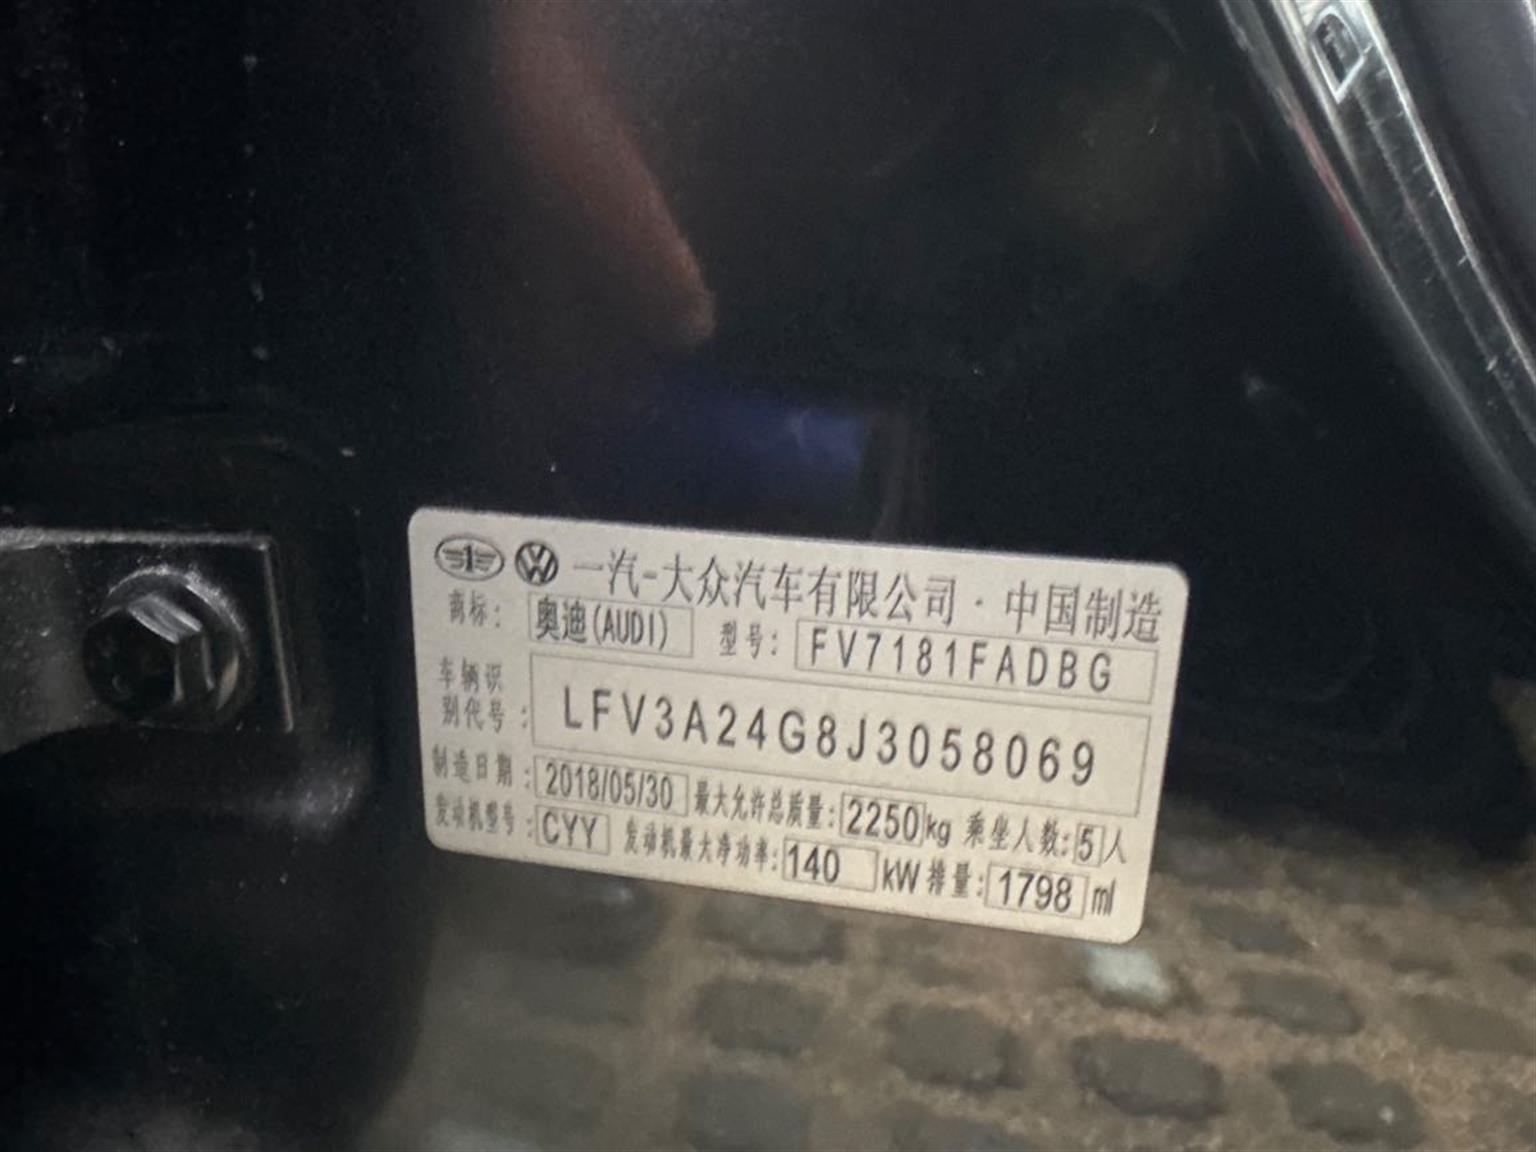 一汽-大众汽车有限公司·中国制造
商标: 奥迪(AUDI) 型号: FV7181FADBG
车辆识
别代号: LFV3A24G8J3058069
制造日期: 2018/05/30 最大允许总质量: 2250kg 乘坐人数: 5人
发动机型号: CYY 发动机最大净功率: 140 kW 排量: 1798 ml